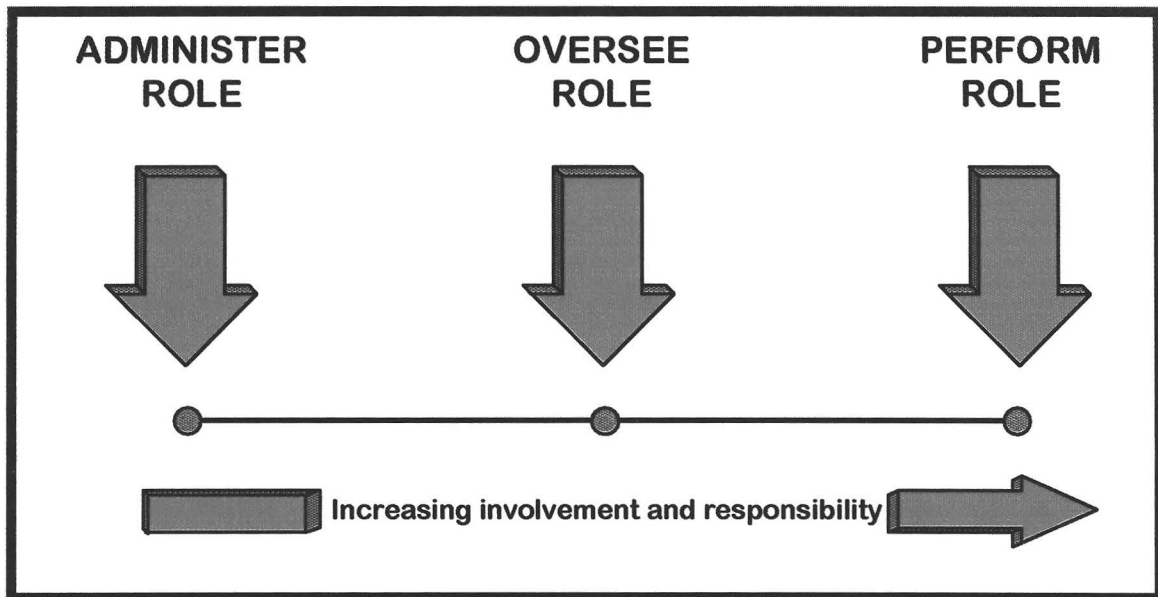 ADMINISTER
ROLE
OVERSEE
ROLE
PERFORM
ROLE
Increasing involvement and responsibility